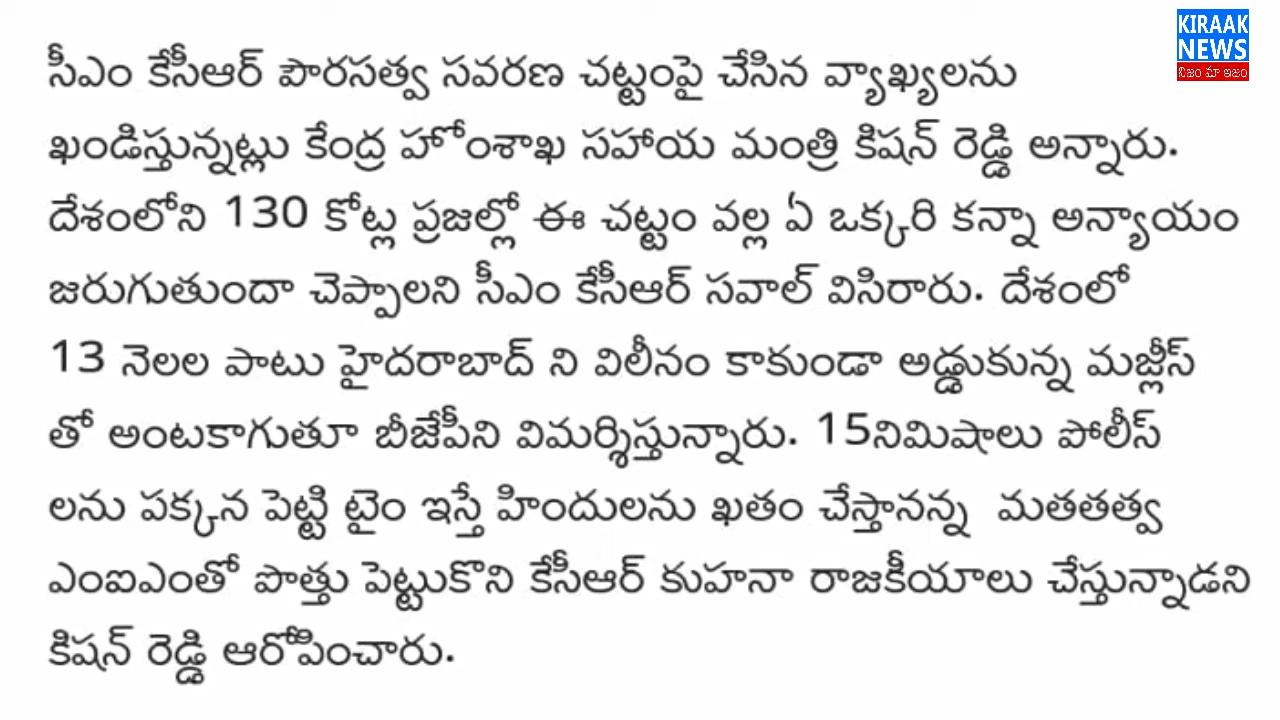 KIRAAK
NEWS
నిజం మా ఇజం
సీఎం కేసీఆర్ పౌరసత్వ సవరణ చట్టంపై చేసిన వ్యాఖ్యలను
ఖండిస్తున్నట్లు కేంద్ర హోంశాఖ సహాయ మంత్రి కిషన్ రెడ్డి అన్నారు.
దేశంలోని 130 కోట్ల ప్రజల్లో ఈ చట్టం వల్ల ఏ ఒక్కరి కన్నా అన్యాయం
జరుగుతుందా చెప్పాలని సీఎం కేసీఆర్ సవాల్ విసిరారు. దేశంలో
13 నెలల పాటు హైదరాబాద్ ని విలీనం కాకుండా అడ్డుకున్న మజ్లీస్
తో అంటకాగుతూ బీజేపీని విమర్శిస్తున్నారు. 15నిమిషాలు పోలీస్
లను పక్కన పెట్టి టైం ఇస్తే హిందులను ఖతం చేస్తానన్న మతతత్వ
ఎంఐఎంతో పొత్తు పెట్టుకొని కేసీఆర్ కుహనా రాజకీయాలు చేస్తున్నాడని
కిషన్ రెడ్డి ఆరోపించారు.